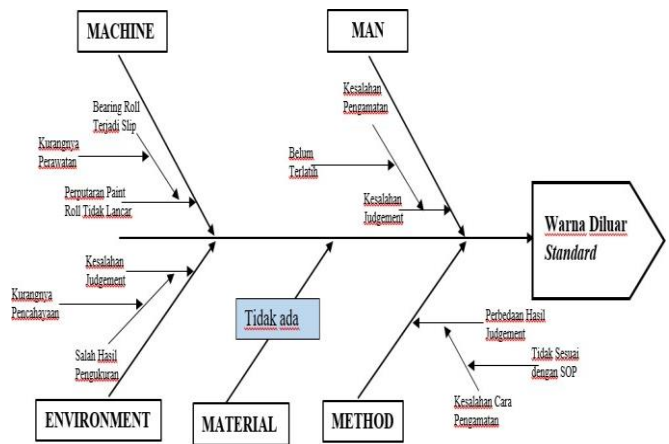 MACHINE
MAN
Bearing Roll
Terjadi Slip
Kurangnya
Perawatan
Perputaran Paint
Roll Tidak Lancar
Kesalahan
Pengamatan
Belum
Terlatih
Kesalahan
Judgement
Warna Diluar
Standard
Kesalahan
Judgement
Kurangnya
Pencahayaan
Salah Hasil
Pengukuran
Tidak ada
Perbedaan Hasil
Judgement
Tidak Sesuai
dengan SOP
Kesalahan Cara
Pengamatan
ENVIRONMENT
MATERIAL
METHOD